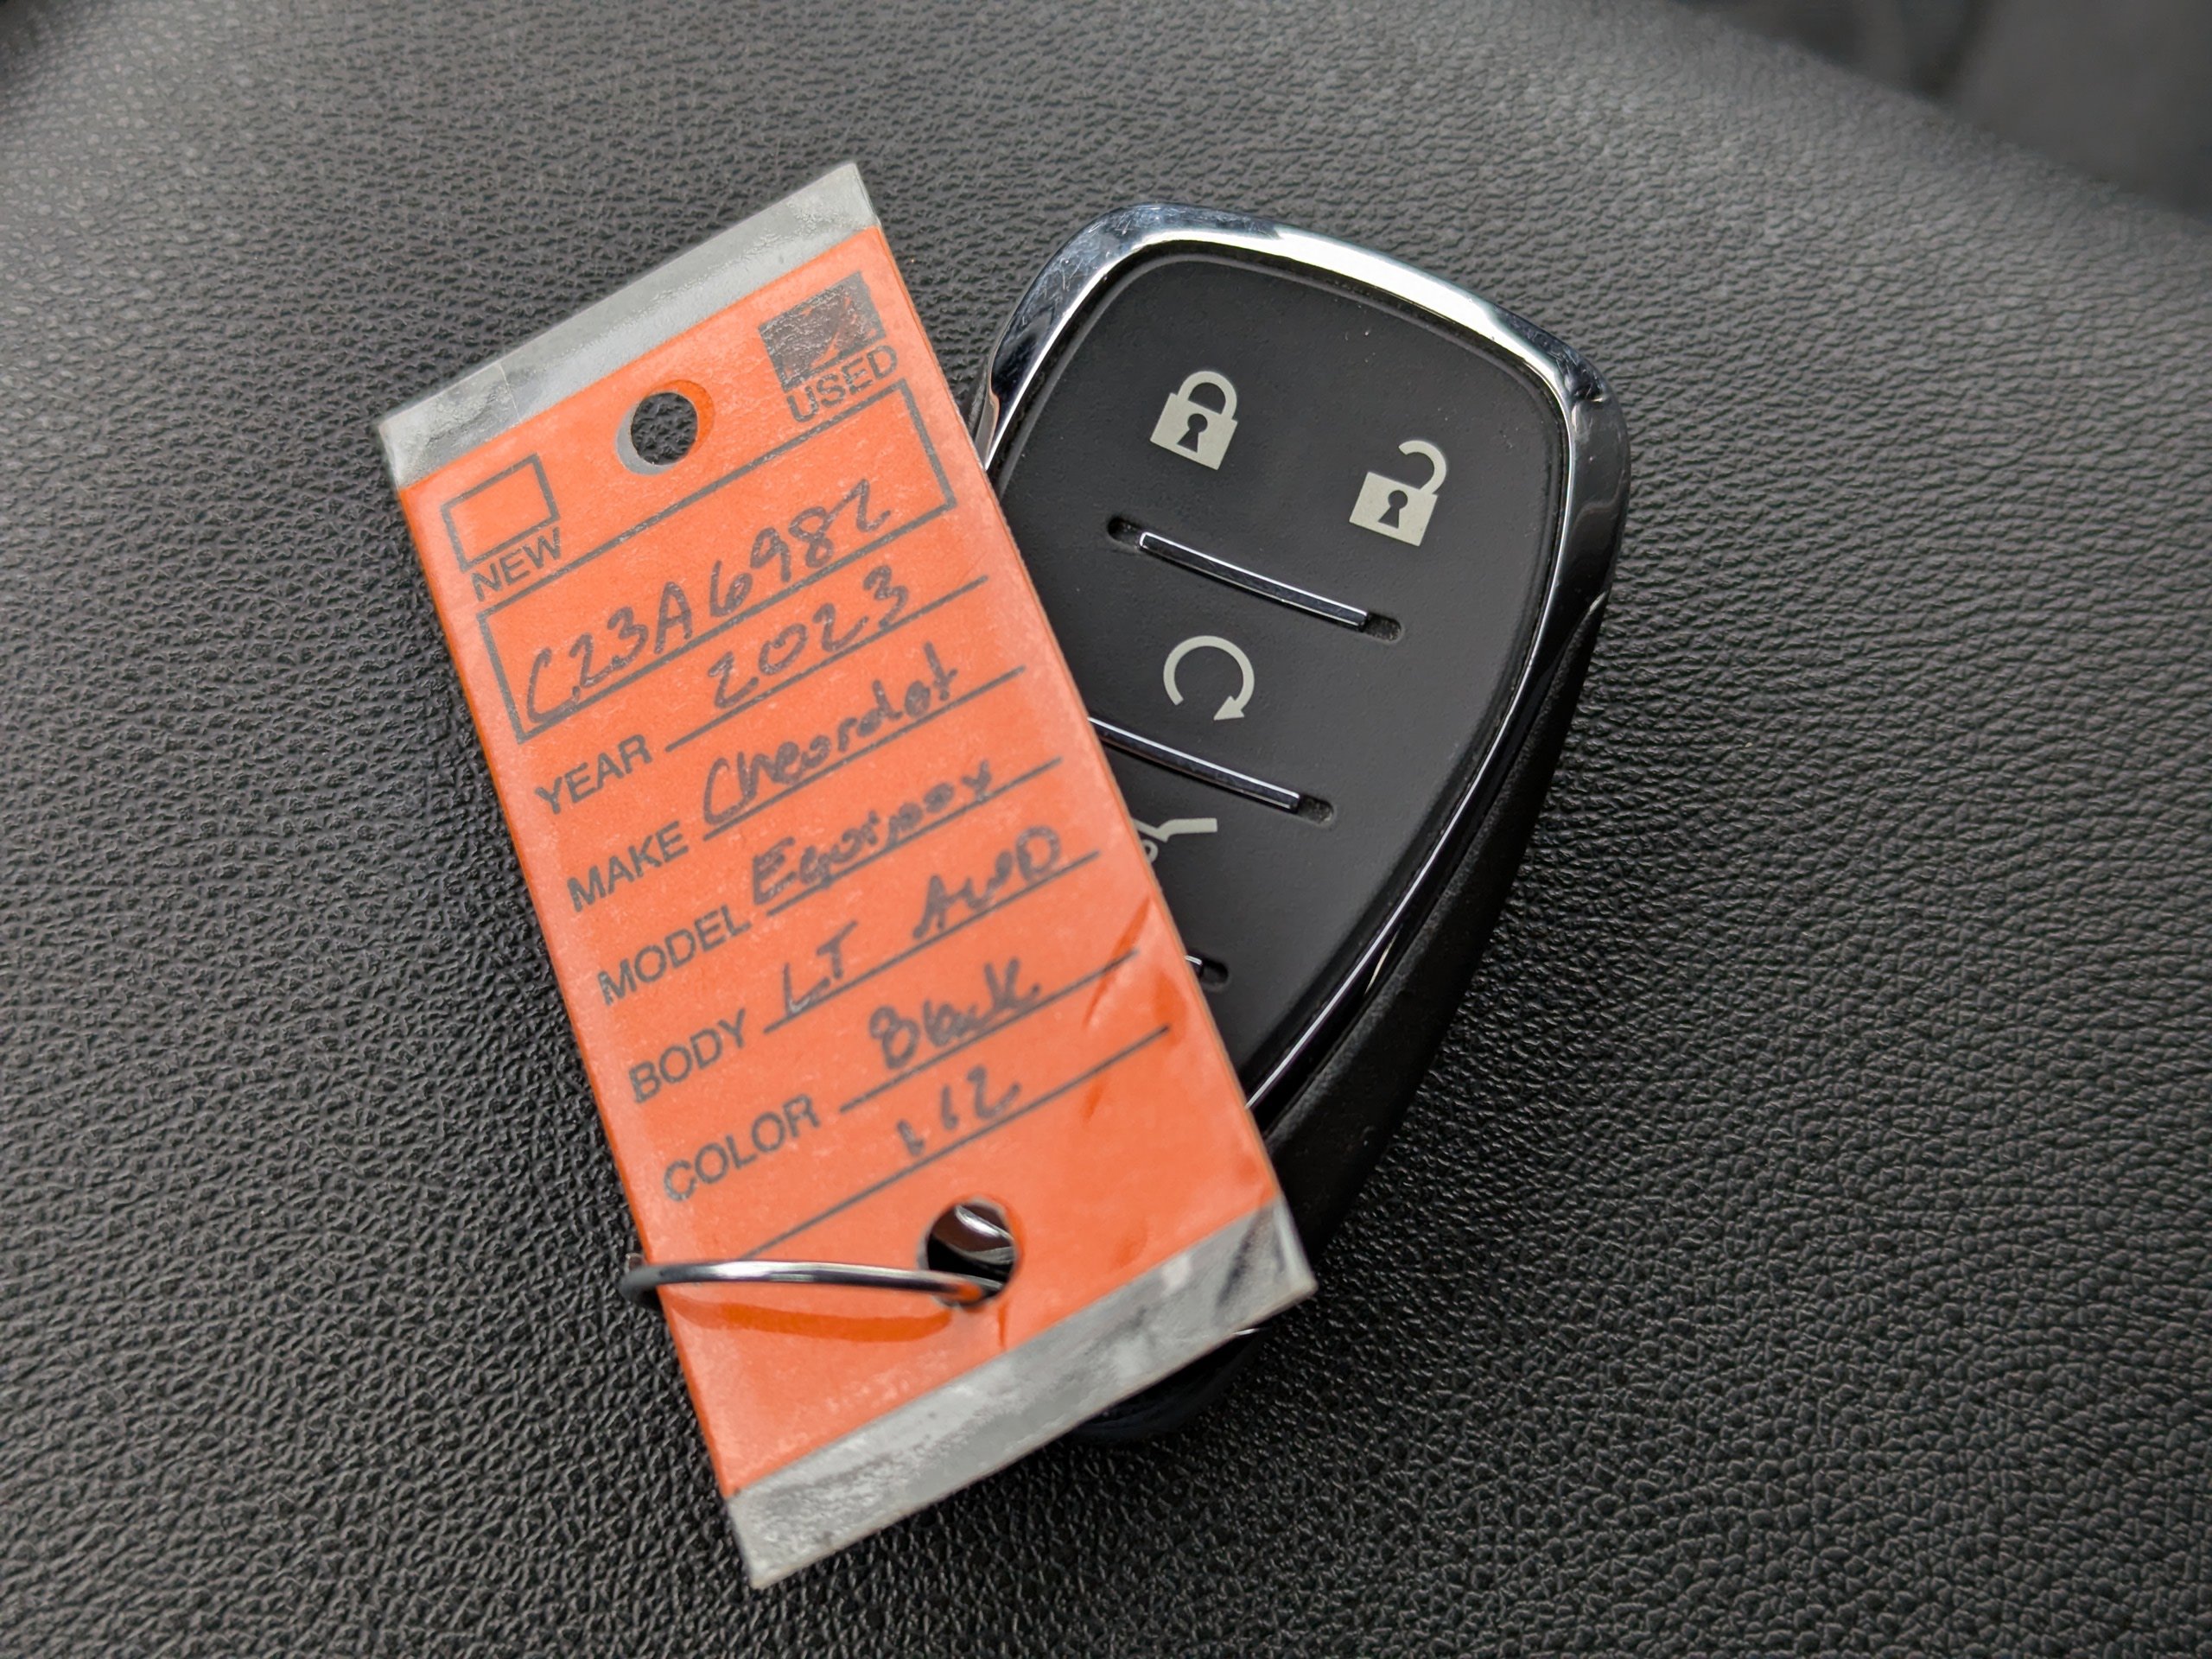 USED
NEW
C23A6982
YEAR 2023
MAKE Chevrolet
MODEL Equinox
BODY LT AWD
COLOR Black
112